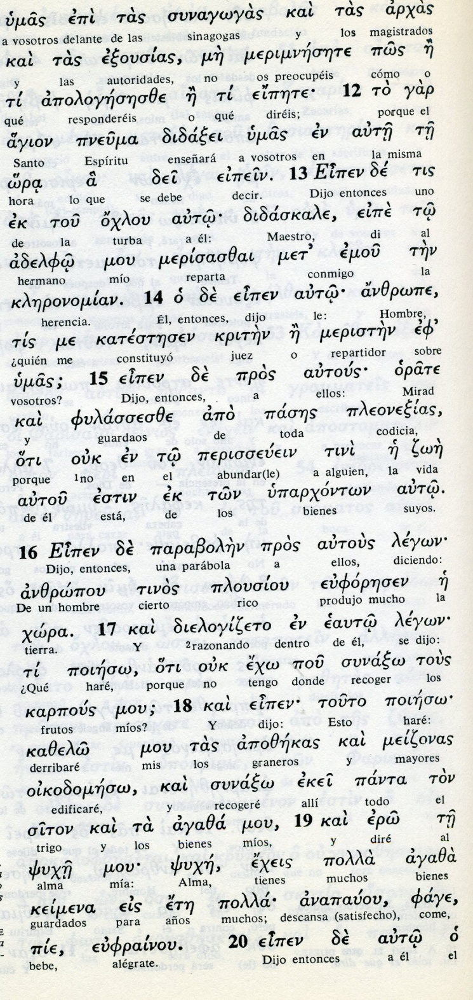 ὑμᾶς ἐπὶ τὰς συναγωγὰς καὶ τὰς ἀρχὰς
a vosotros delante de las sinagogas y los magistrados
καὶ τὰς ἐξουσίας, μὴ μεριμνήσητε πῶς ἢ
y las autoridades, no os preocupéis cómo o
τί ἀπολογήσησθε ἢ τί εἴπητε· 12 τὸ γὰρ
qué responderéis o qué diréis; porque el
ἅγιον πνεῦμα διδάξει ὑμᾶς ἐν αὐτῇ τῇ
Santo Espíritu enseñará a vosotros en la misma
ὥρᾳ ἃ δεῖ εἰπεῖν. 13 Εἶπεν δέ τις
hora lo que se debe decir. Dijo entonces uno
ἐκ τοῦ ὄχλου αὐτῷ· διδάσκαλε, εἰπὲ τῷ
de la turba a él: Maestro, di al
ἀδελφῷ μου μερίσασθαι μετ’ ἐμοῦ τὴν
hermano mío reparta conmigo la
κληρονομίαν. 14 ὁ δὲ εἶπεν αὐτῷ· ἄνθρωπε,
herencia. Él, entonces, dijo le: Hombre,
τίς με κατέστησεν κριτὴν ἢ μεριστὴν ἐφ’
¿quién me constituyó juez o repartidor sobre
ὑμᾶς; 15 εἶπεν δὲ πρὸς αὐτούς· ὁρᾶτε
vosotros? Dijo, entonces, a ellos: Mirad
καὶ φυλάσσεσθε ἀπὸ πάσης πλεονεξίας,
y guardaos de toda codicia,
ὅτι οὐκ ἐν τῷ περισσεύειν τινὶ ἡ ζωὴ
porque 1no en el abundar(le) a alguien, la vida
αὐτοῦ ἐστιν ἐκ τῶν ὑπαρχόντων αὐτῷ.
de él está, de los bienes suyos.
16 Εἶπεν δὲ παραβολὴν πρὸς αὐτοὺς λέγων·
Dijo, entonces, una parábola a ellos, diciendo:
ἀνθρώπου τινὸς πλουσίου εὐφόρησεν ἡ
De un hombre cierto rico produjo mucho la
χώρα. 17 καὶ διελογίζετο ἐν ἑαυτῷ λέγων·
tierra. Y 2razonando dentro de él, se dijo:
τί ποιήσω, ὅτι οὐκ ἔχω ποῦ συνάξω τοὺς
¿Qué haré, porque no tengo donde recoger los
καρπούς μου; 18 καὶ εἶπεν· τοῦτο ποιήσω·
frutos míos? Y dijo: Esto haré:
καθελῶ μου τὰς ἀποθήκας καὶ μείζονας
derribaré mis los graneros y mayores
οἰκοδομήσω, καὶ συνάξω ἐκεῖ πάντα τὸν
edificaré, y recogeré allí todo el
σῖτον καὶ τὰ ἀγαθά μου, 19 καὶ ἐρῶ τῇ
trigo y los bienes míos, y diré al
ψυχῇ μου· ψυχή, ἔχεις πολλὰ ἀγαθὰ
alma mía: Alma, tienes muchos bienes
κείμενα εἰς ἔτη πολλά· ἀναπαύου, φάγε,
guardados para años muchos; descansa (satisfecho), come,
πίε, εὐφραίνου. 20 εἶπεν δὲ αὐτῷ ὁ
bebe, alégrate. Dijo entonces a él el